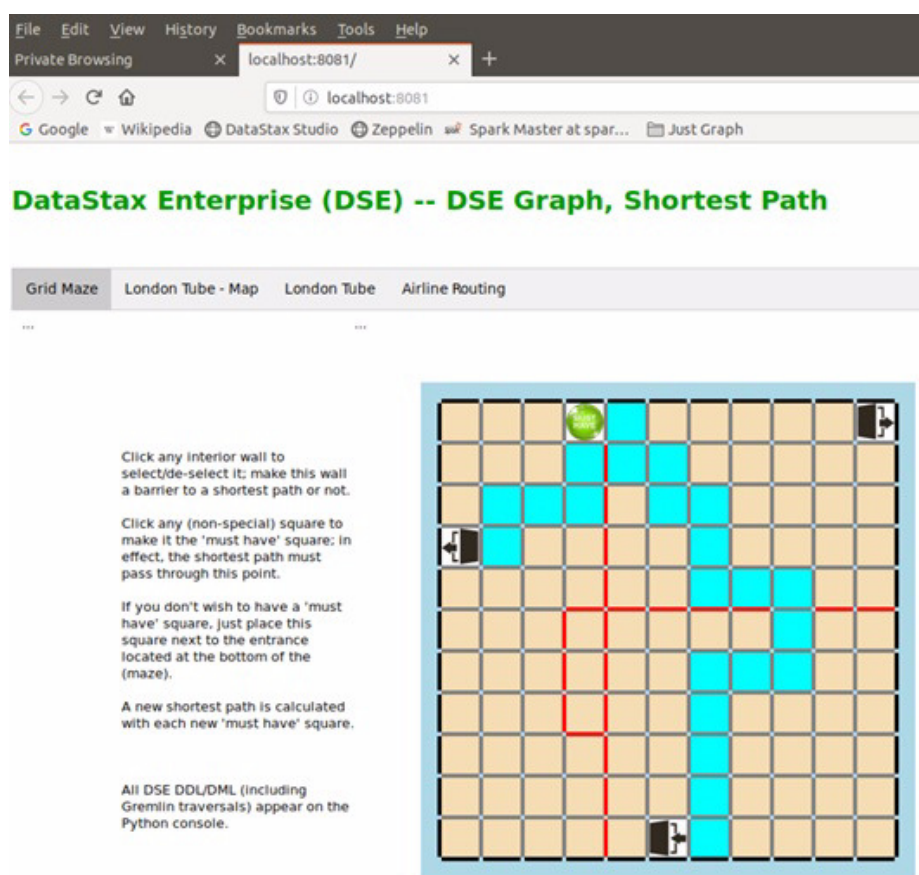 File Edit View History Bookmarks Tools Help
Private Browsing × localhost:8081/ × +
localhost:8081
Google Wikipedia DataStax Studio Zeppelin Spark Master at spar... Just Graph
DataStax Enterprise (DSE) -- DSE Graph, Shortest Path
Grid Maze London Tube - Map London Tube Airline Routing
... ...
MUST
HAVE
Click any interior wall to
select/de-select it; make this wall
a barrier to a shortest path or not.
Click any (non-special) square to
make it the 'must have' square; in
effect, the shortest path must
pass through this point.
If you don't wish to have a 'must
have' square, just place this
square next to the entrance
located at the bottom of the
(maze).
A new shortest path is calculated
with each new 'must have' square.
All DSE DDL/DML (including
Gremlin traversals) appear on the
Python console.